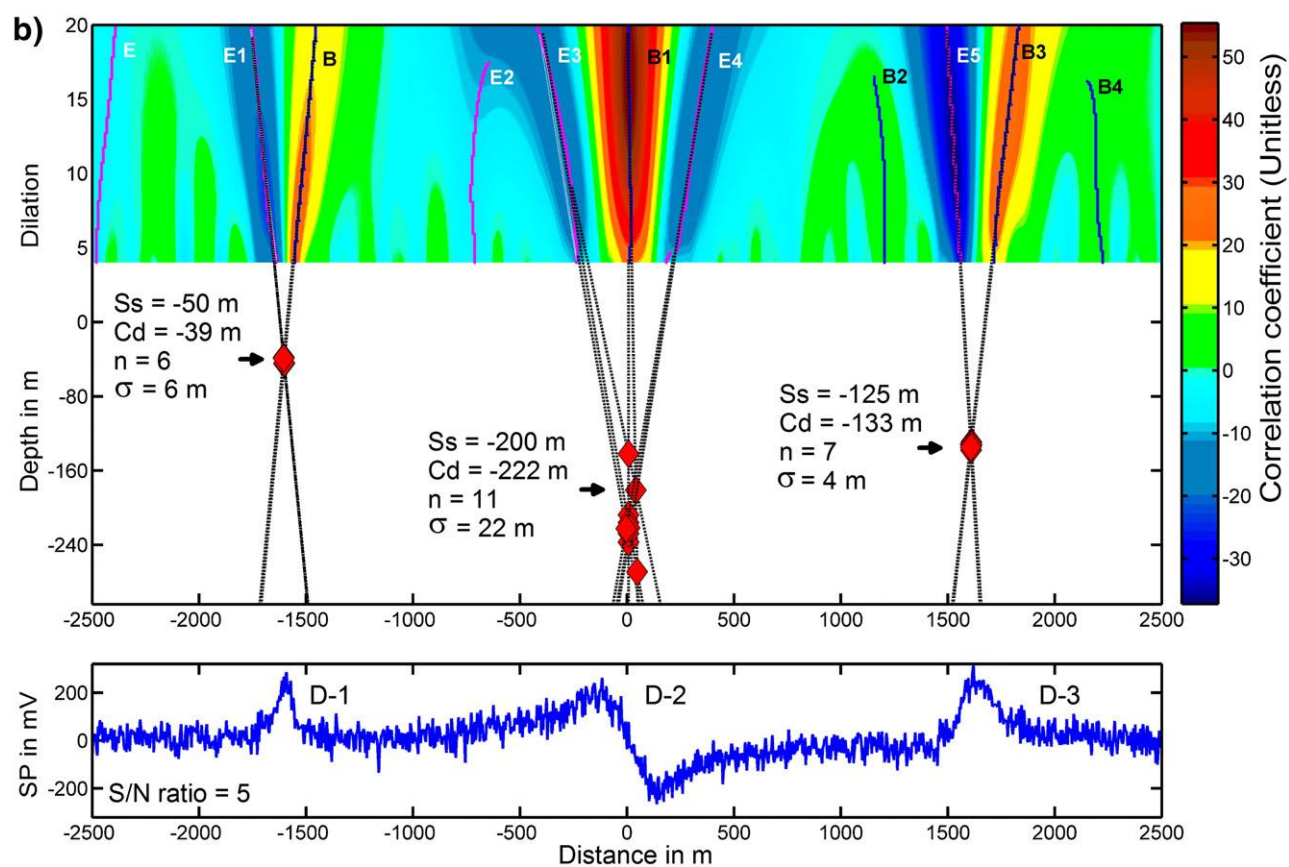 b)
20
15
10
5
Dilation
E
E1
B
E2
E3
B1
E4
B2
E5
B3
B4
0
-80
-160
-240
Depth in m
Ss = -50 m
Cd = -39 m
n = 6
σ = 6 m
Ss = -200 m
Cd = -222 m
n = 11
σ = 22 m
Ss = -125 m
Cd = -133 m
n = 7
σ = 4 m
-2500 -2000 -1500 -1000 -500 0 500 1000 1500 2000 2500
50
40
30
20
10
0
-10
-20
-30
Correlation coefficient (Unitless)
200
0
-200
SP in mV
D-1 D-2 D-3
S/N ratio = 5
-2500 -2000 -1500 -1000 -500 0 500 1000 1500 2000 2500
Distance in m